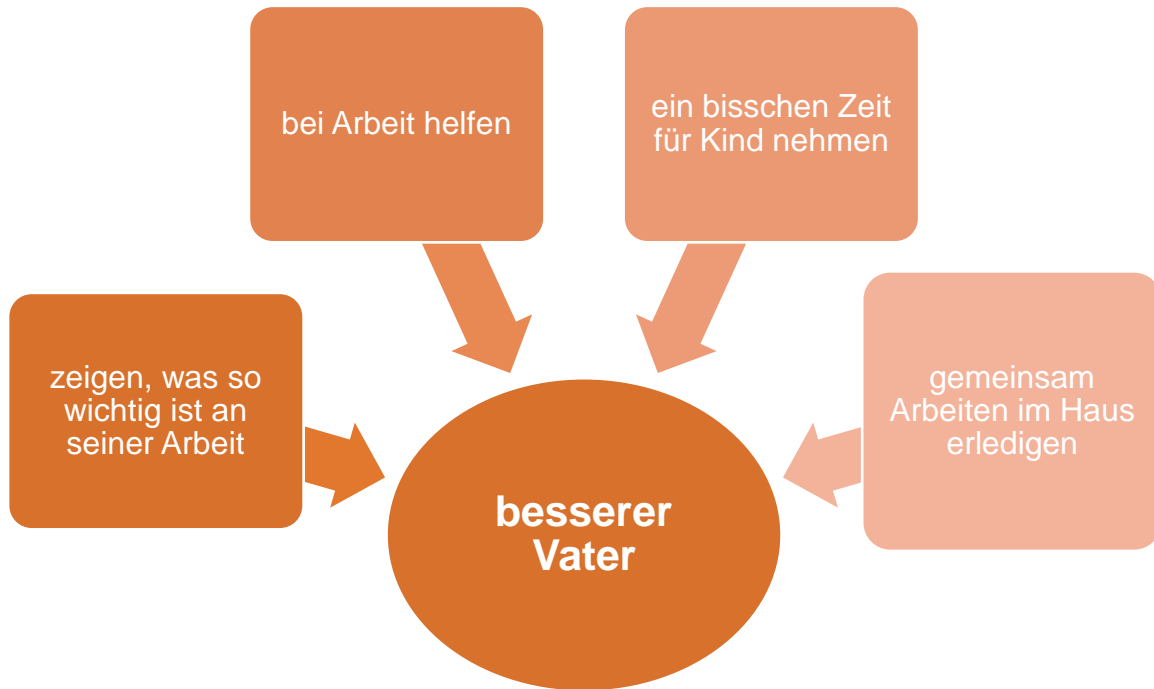 zeigen, was so
wichtig ist an
seiner Arbeit
bei Arbeit helfen
ein bisschen Zeit
für Kind nehmen
gemeinsam
Arbeiten im Haus
erledigen
besserer
Vater